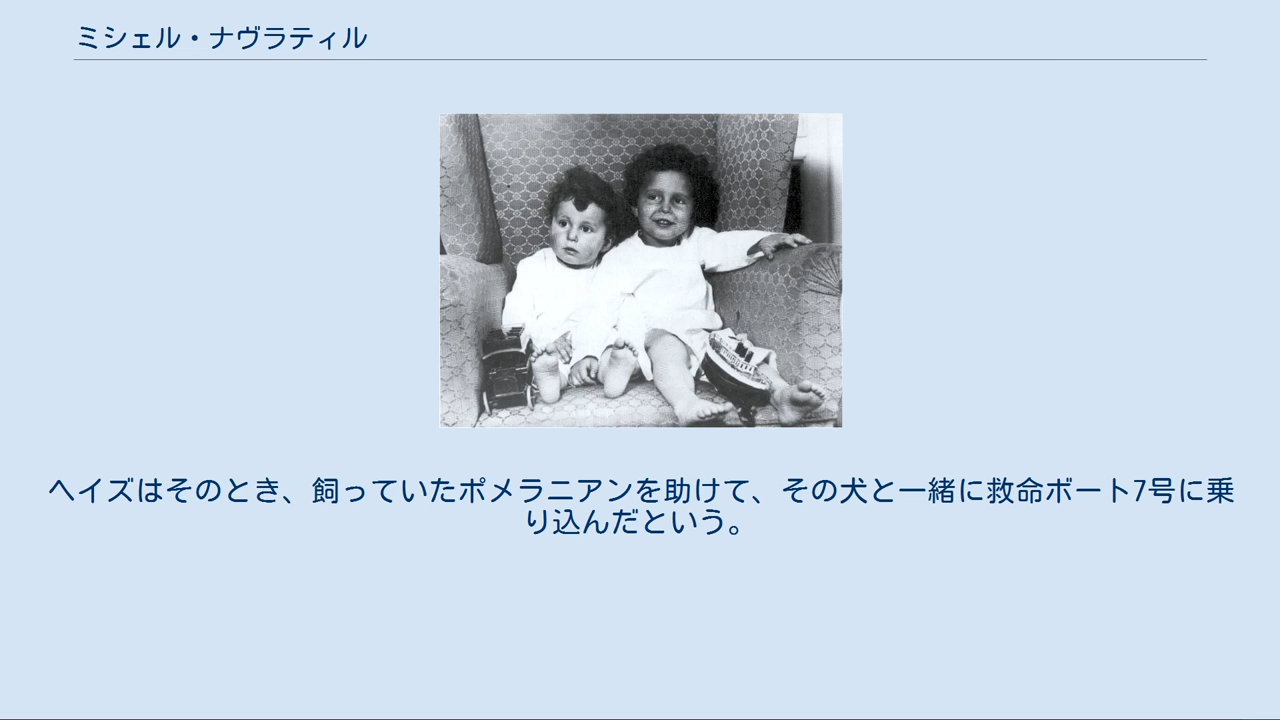 ミシェル・ナヴラティル
ヘイズはそのとき、飼っていたポメラニアンを助けて、その犬と一緒に救命ボート7号に乗
り込んだという。